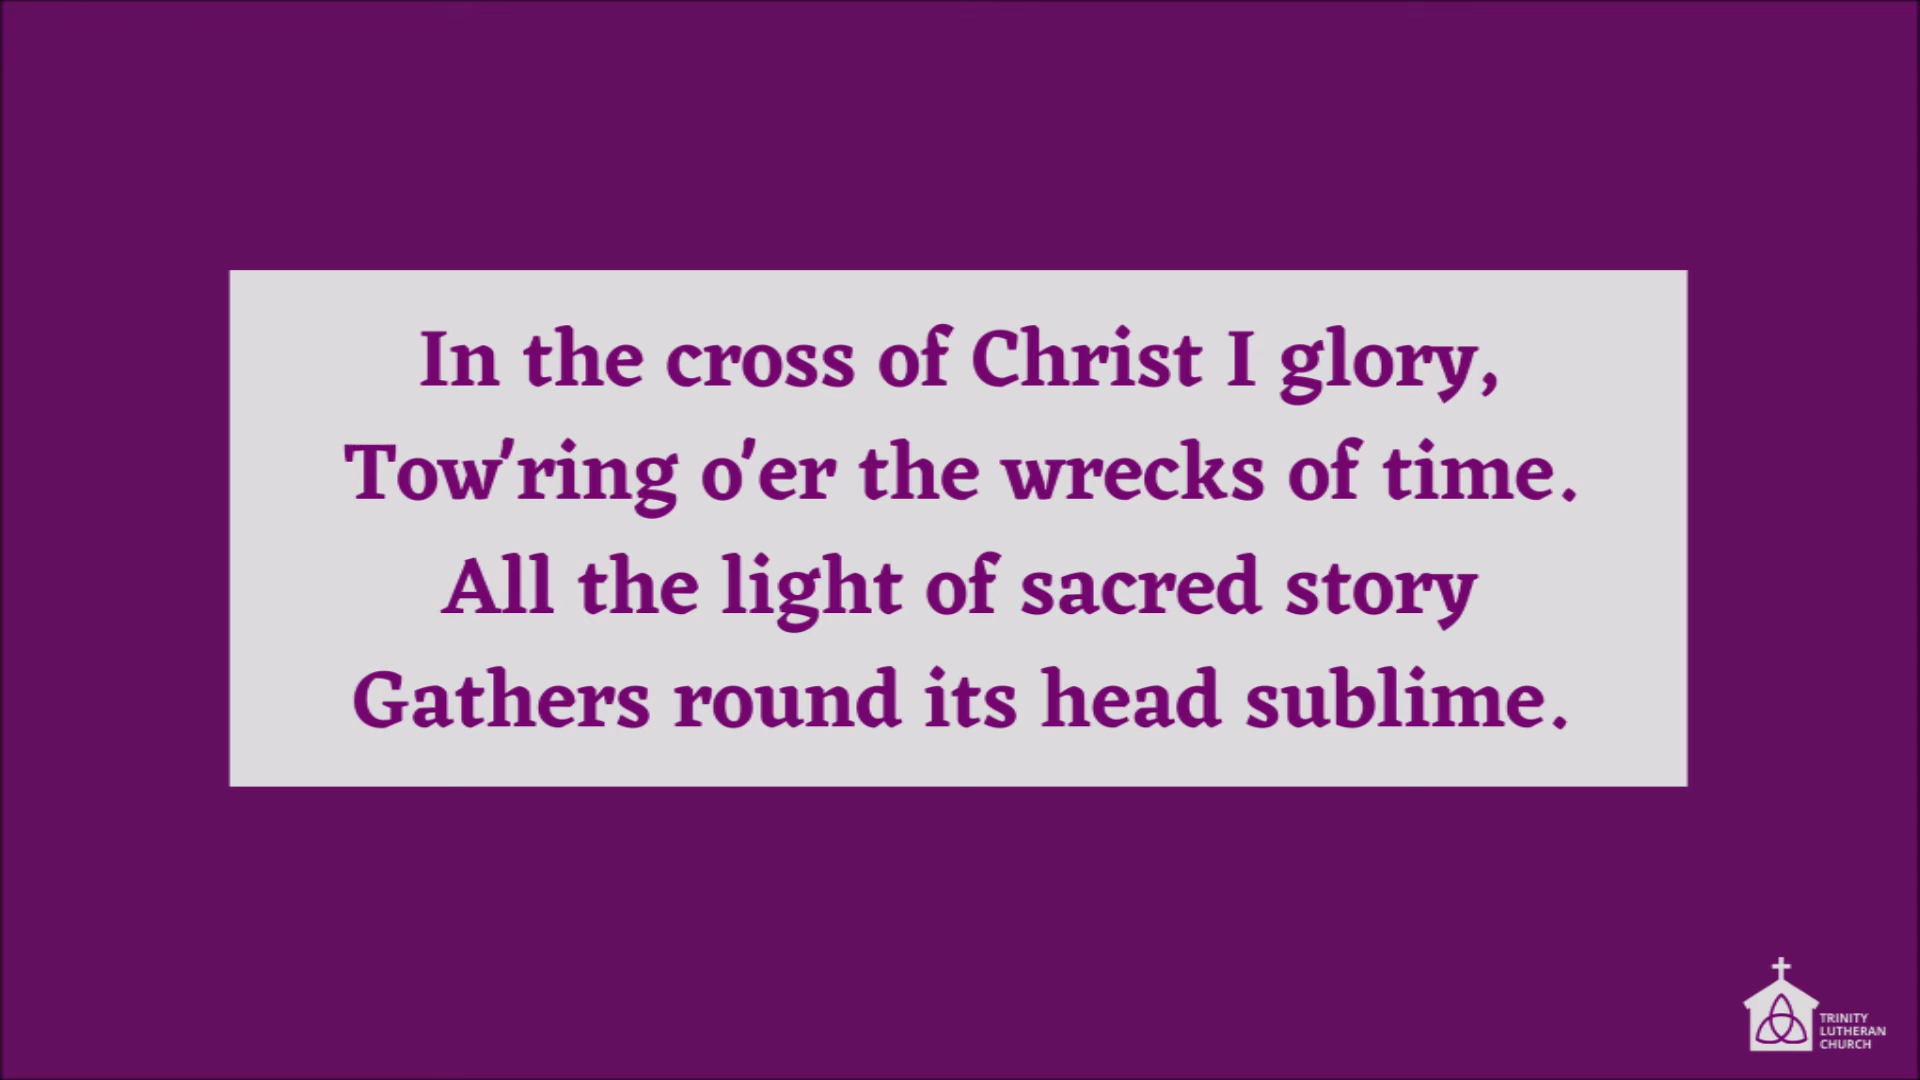 In the cross of Christ I glory,
Tow'ring o'er the wrecks of time.
All the light of sacred story
Gathers round its head sublime.
TRINITY
LUTHERAN
CHURCH